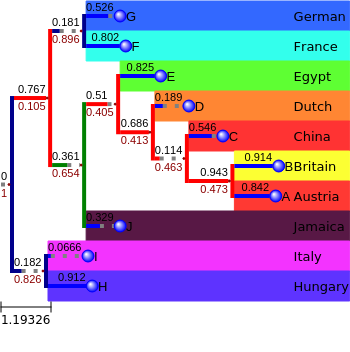 0.526 G German
0.181
0.896 0.802 F France
0.825 E Egypt
0.767 0.51 0.189 D Dutch
0.105 0.405
0.686 0.546 C China
0.413
0.114 0.914 B Britain
0.361 0.463
0.654 0.943 0.842 A Austria
0 0.473
1
0.329 J Jamaica
0.0666 I Italy
0.182
0.826 0.912 H Hungary
1.19326